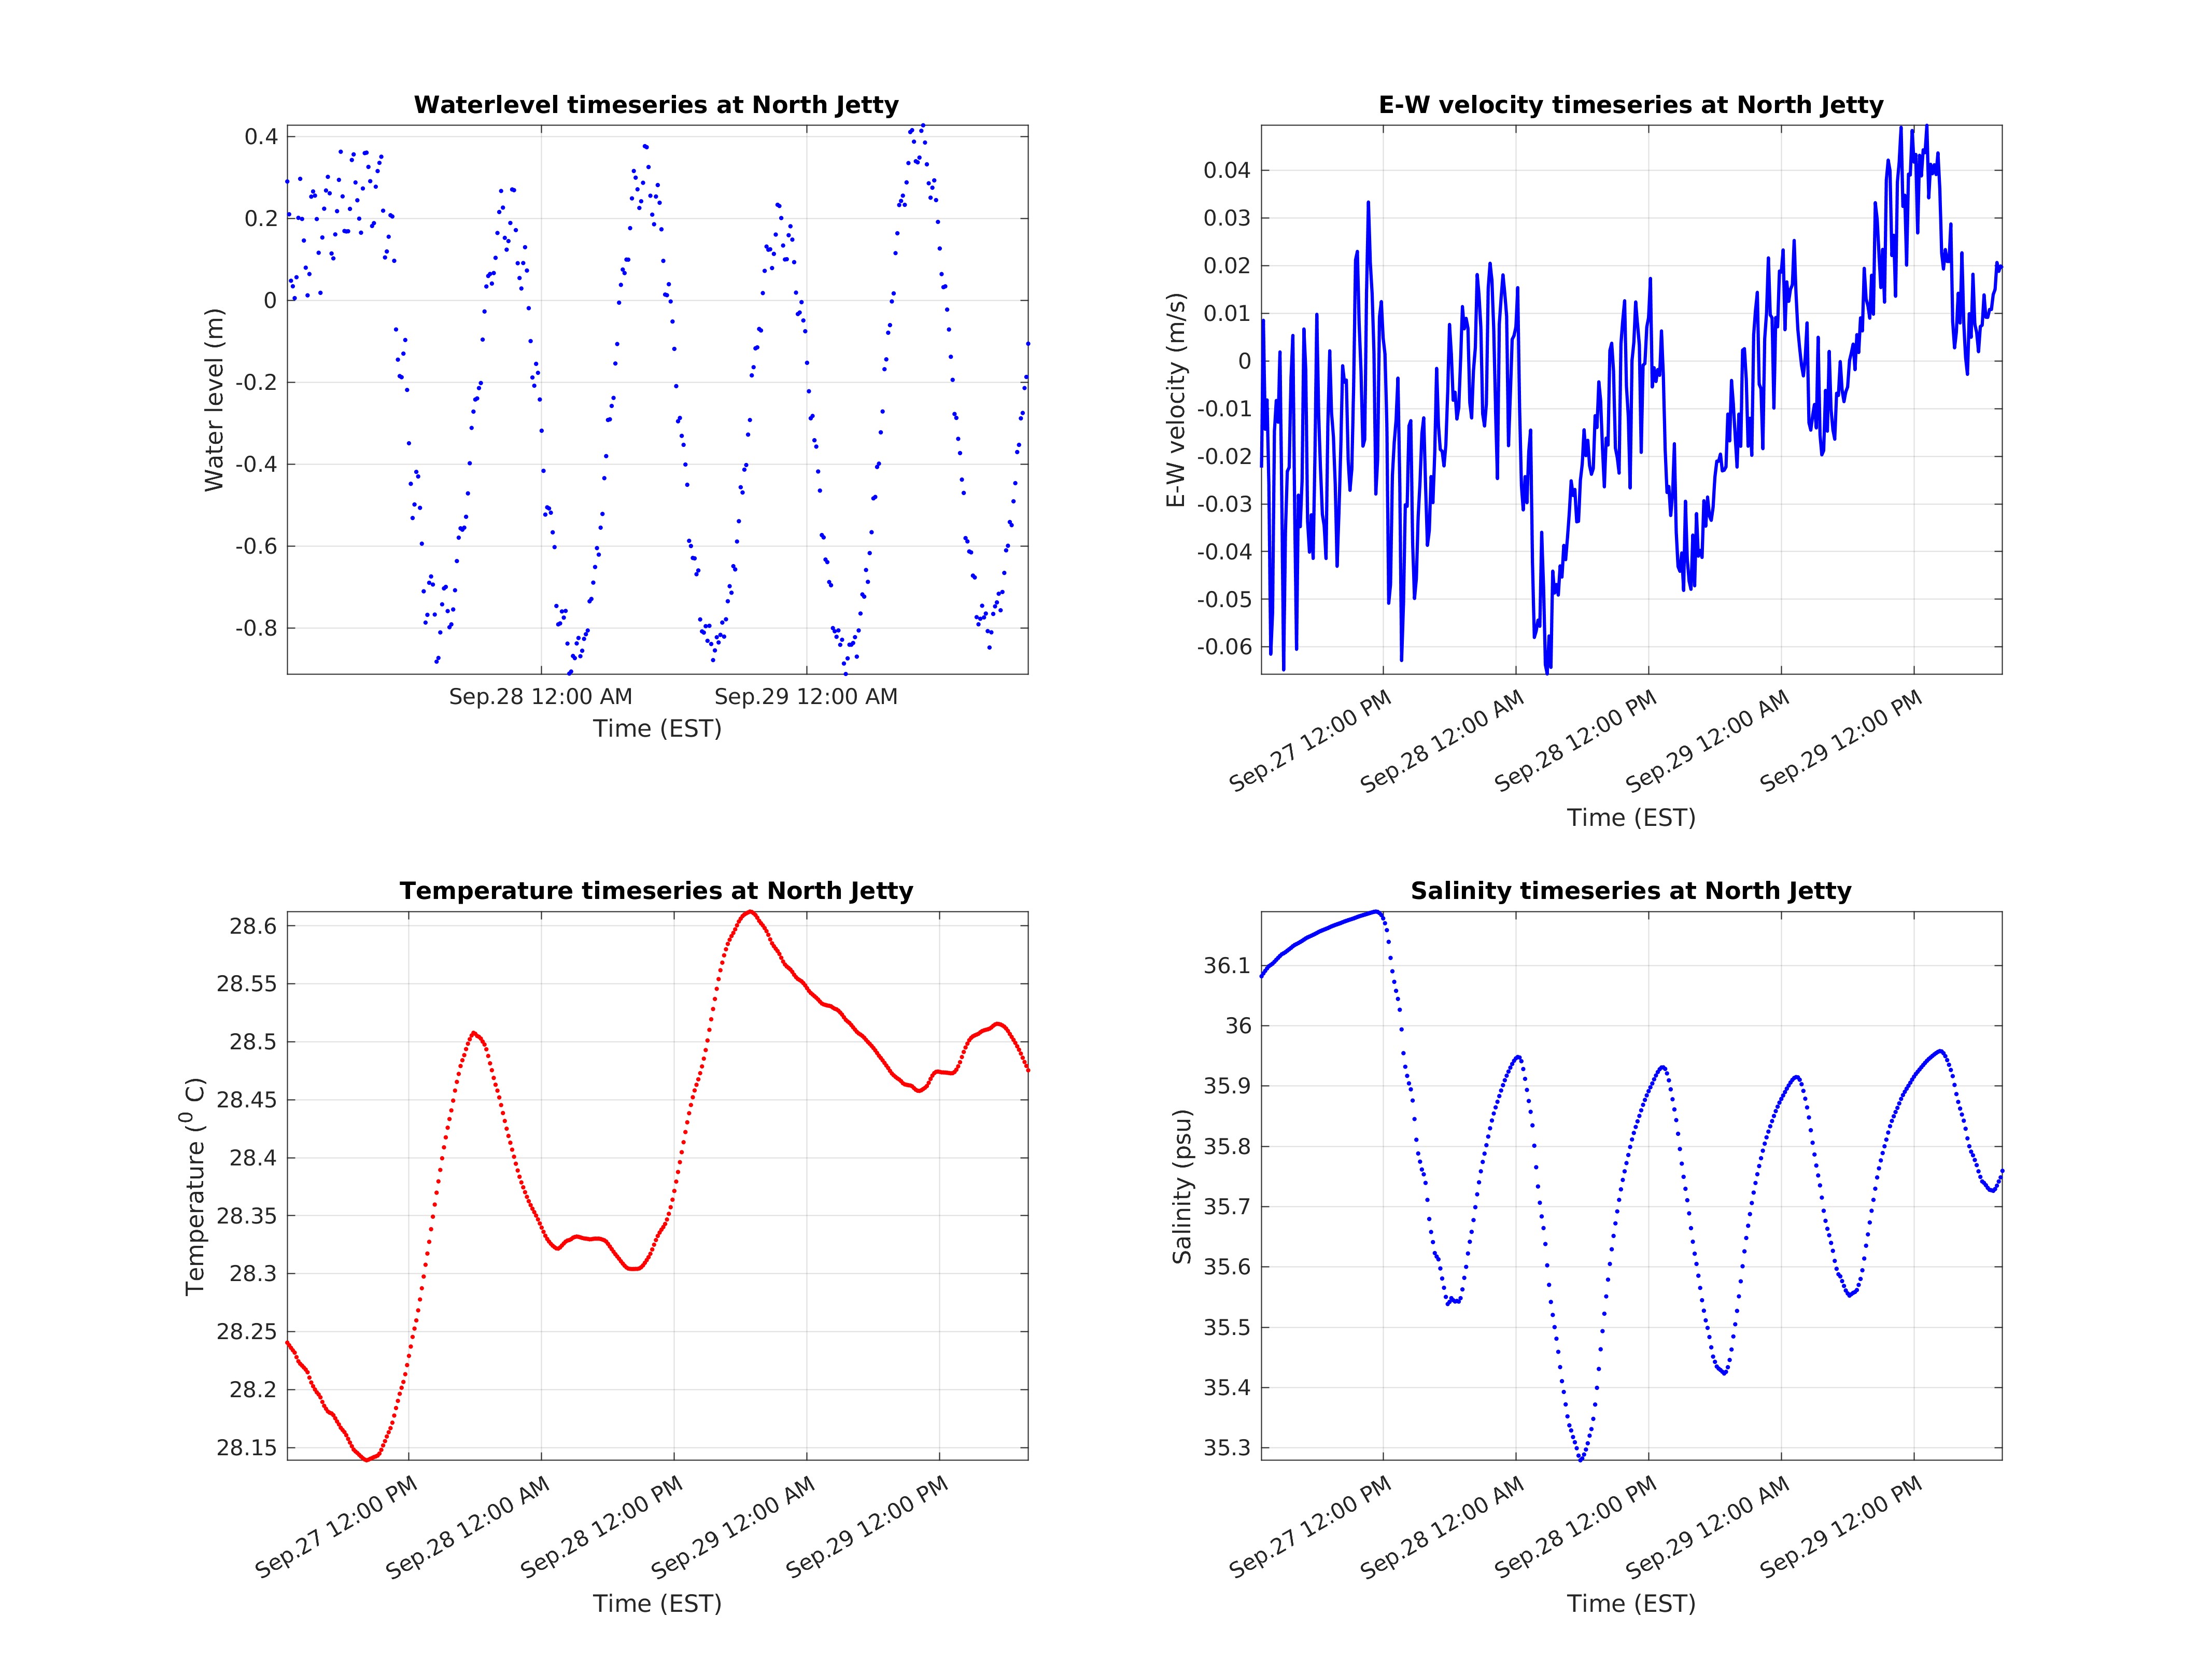 Waterlevel timeseries at North Jetty
0.4
0.2
0
-0.2
-0.4
-0.6
-0.8
Water level (m)
Sep.28 12:00 AM
Sep.29 12:00 AM
Time (EST)
E-W velocity timeseries at North Jetty
0.04
0.03
0.02
0.01
0
-0.01
-0.02
-0.03
-0.04
-0.05
-0.06
E-W velocity (m/s)
Sep.27 12:00 PM
Sep.28 12:00 AM
Sep.28 12:00 PM
Sep.29 12:00 AM
Sep.29 12:00 PM
Time (EST)
Temperature timeseries at North Jetty
28.6
28.55
28.5
28.45
28.4
28.35
28.3
28.25
28.2
28.15
Temperature (⁰ C)
Sep.27 12:00 PM
Sep.28 12:00 AM
Sep.28 12:00 PM
Sep.29 12:00 AM
Sep.29 12:00 PM
Time (EST)
Salinity timeseries at North Jetty
36.1
36
35.9
35.8
35.7
35.6
35.5
35.4
35.3
Salinity (psu)
Sep.27 12:00 PM
Sep.28 12:00 AM
Sep.28 12:00 PM
Sep.29 12:00 AM
Sep.29 12:00 PM
Time (EST)